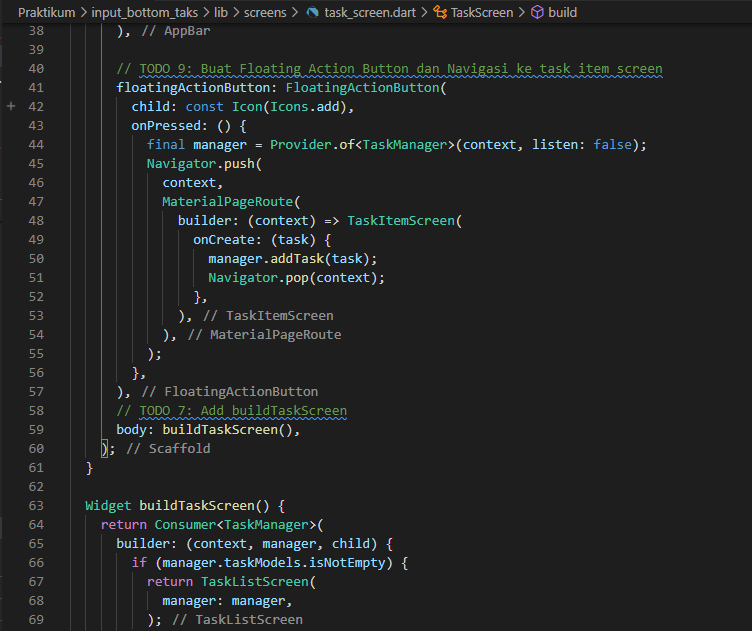 Praktikum > input_bottom_taks > lib > screens > task_screen.dart > TaskScreen > build
38 ), // AppBar
39
40 // TODO 9: Buat Floating Action Button dan Navigasi ke task item screen
41 floatingActionButton: FloatingActionButton(
42 child: const Icon(Icons.add),
43 onPressed: () {
44 final manager = Provider.of<TaskManager>(context, listen: false);
45 Navigator.push(
46 context,
47 MaterialPageRoute(
48 builder: (context) => TaskItemScreen(
49 onCreate: (task) {
50 manager.addTask(task);
51 Navigator.pop(context);
52 },
53 ), // TaskItemScreen
54 ), // MaterialPageRoute
55 );
56 },
57 ), // FloatingActionButton
58 // TODO 7: Add buildTaskScreen
59 body: buildTaskScreen(),
60 ); // Scaffold
61 }
62
63 Widget buildTaskScreen() {
64 return Consumer<TaskManager>(
65 builder: (context, manager, child) {
66 if (manager.taskModels.isNotEmpty) {
67 return TaskListScreen(
68 manager: manager,
69 ); // TaskListScreen